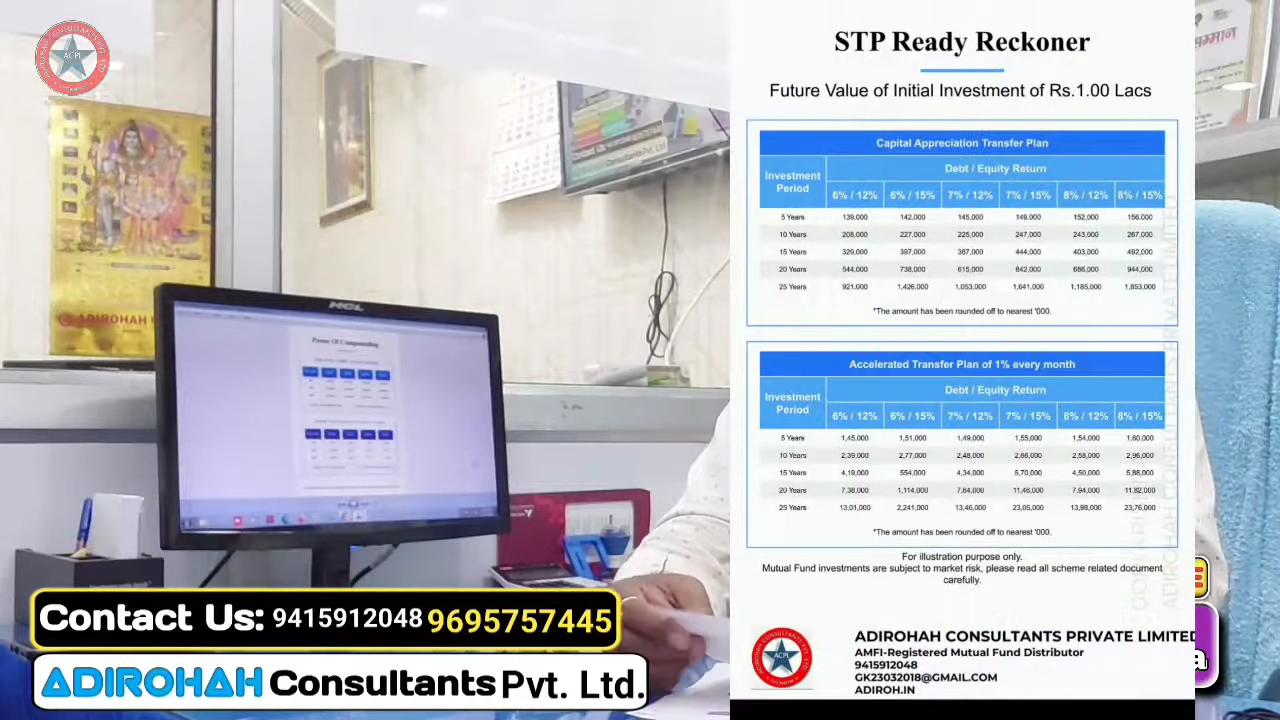 STP Ready Reckoner
Future Value of Initial Investment of Rs.1.00 Lacs
Capital Appreciation Transfer Plan
Investment Period Debt / Equity Return
6% / 12% 6% / 15% 7% / 12% 7% / 15% 8% / 12% 8% / 15%
5 Years 139,000 142,000 145,000 149,000 152,000 156,000
10 Years 208,000 227,000 225,000 247,000 243,000 267,000
15 Years 329,000 397,000 367,000 444,000 403,000 492,000
20 Years 544,000 738,000 615,000 842,000 686,000 944,000
25 Years 921,000 1,426,000 1,053,000 1,641,000 1,185,000 1,853,000
*The amount has been rounded off to nearest '000.
Accelerated Transfer Plan of 1% every month
Investment Period Debt / Equity Return
6% / 12% 6% / 15% 7% / 12% 7% / 15% 8% / 12% 8% / 15%
5 Years 1,45,000 1,51,000 1,49,000 1,55,000 1,54,000 1,60,000
10 Years 2,39,000 2,77,000 2,48,000 2,86,000 2,58,000 2,96,000
15 Years 4,19,000 554,000 4,34,000 5,70,000 4,50,000 5,88,000
20 Years 7,38,000 1,114,000 7,64,000 11,46,000 7,94,000 11,82,000
25 Years 13,01,000 2,241,000 13,46,000 23,05,000 13,98,000 23,76,000
*The amount has been rounded off to nearest '000.
For illustration purpose only.
Mutual Fund investments are subject to market risk, please read all scheme related document
carefully.
ACPL
ADIROHAH CONSULTANTS PRIVATE LIMITED
AMFI-Registered Mutual Fund Distributor
9415912048
GK23032018@GMAIL.COM
ADIROH.IN
ACPL
ADIROHAH
HCL
Power Of Compounding
Contact Us: 9415912048 9695757445
ADIROHAH Consultants Pvt. Ltd.